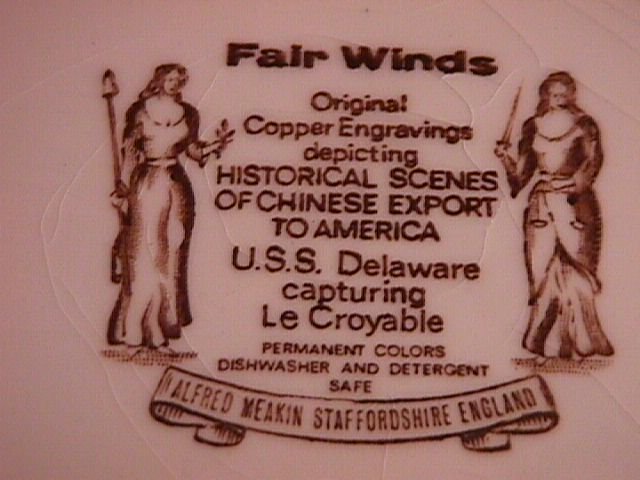 Fair Winds
Original
Copper Engravings
depicting
HISTORICAL SCENES
OF CHINESE EXPORT
TO AMERICA
U.S.S. Delaware
capturing
Le Croyable
PERMANENT COLORS
DISHWASHER AND DETERGENT
SAFE
ALFRED MEAKIN STAFFORDSHIRE ENGLAND